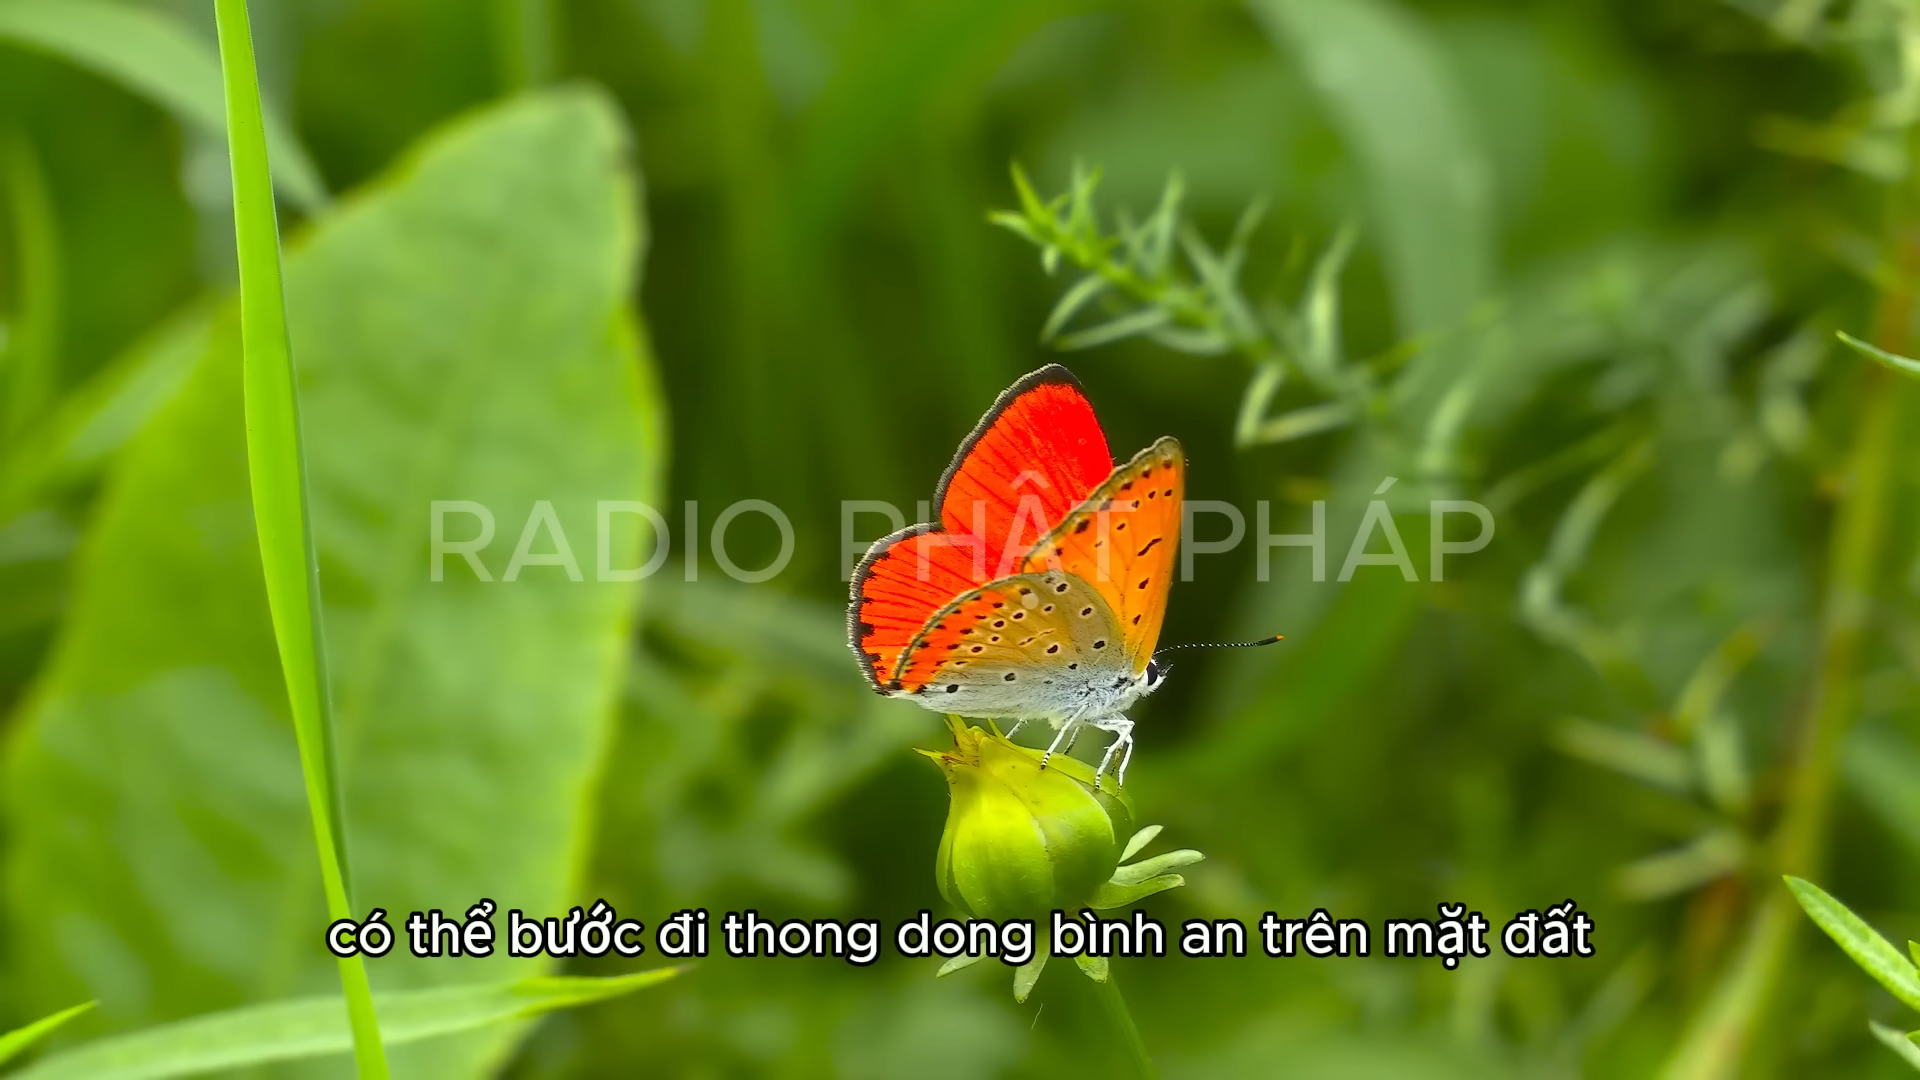 RADIO PHẬT PHÁP
có thể bước đi thong dong bình an trên mặt đất